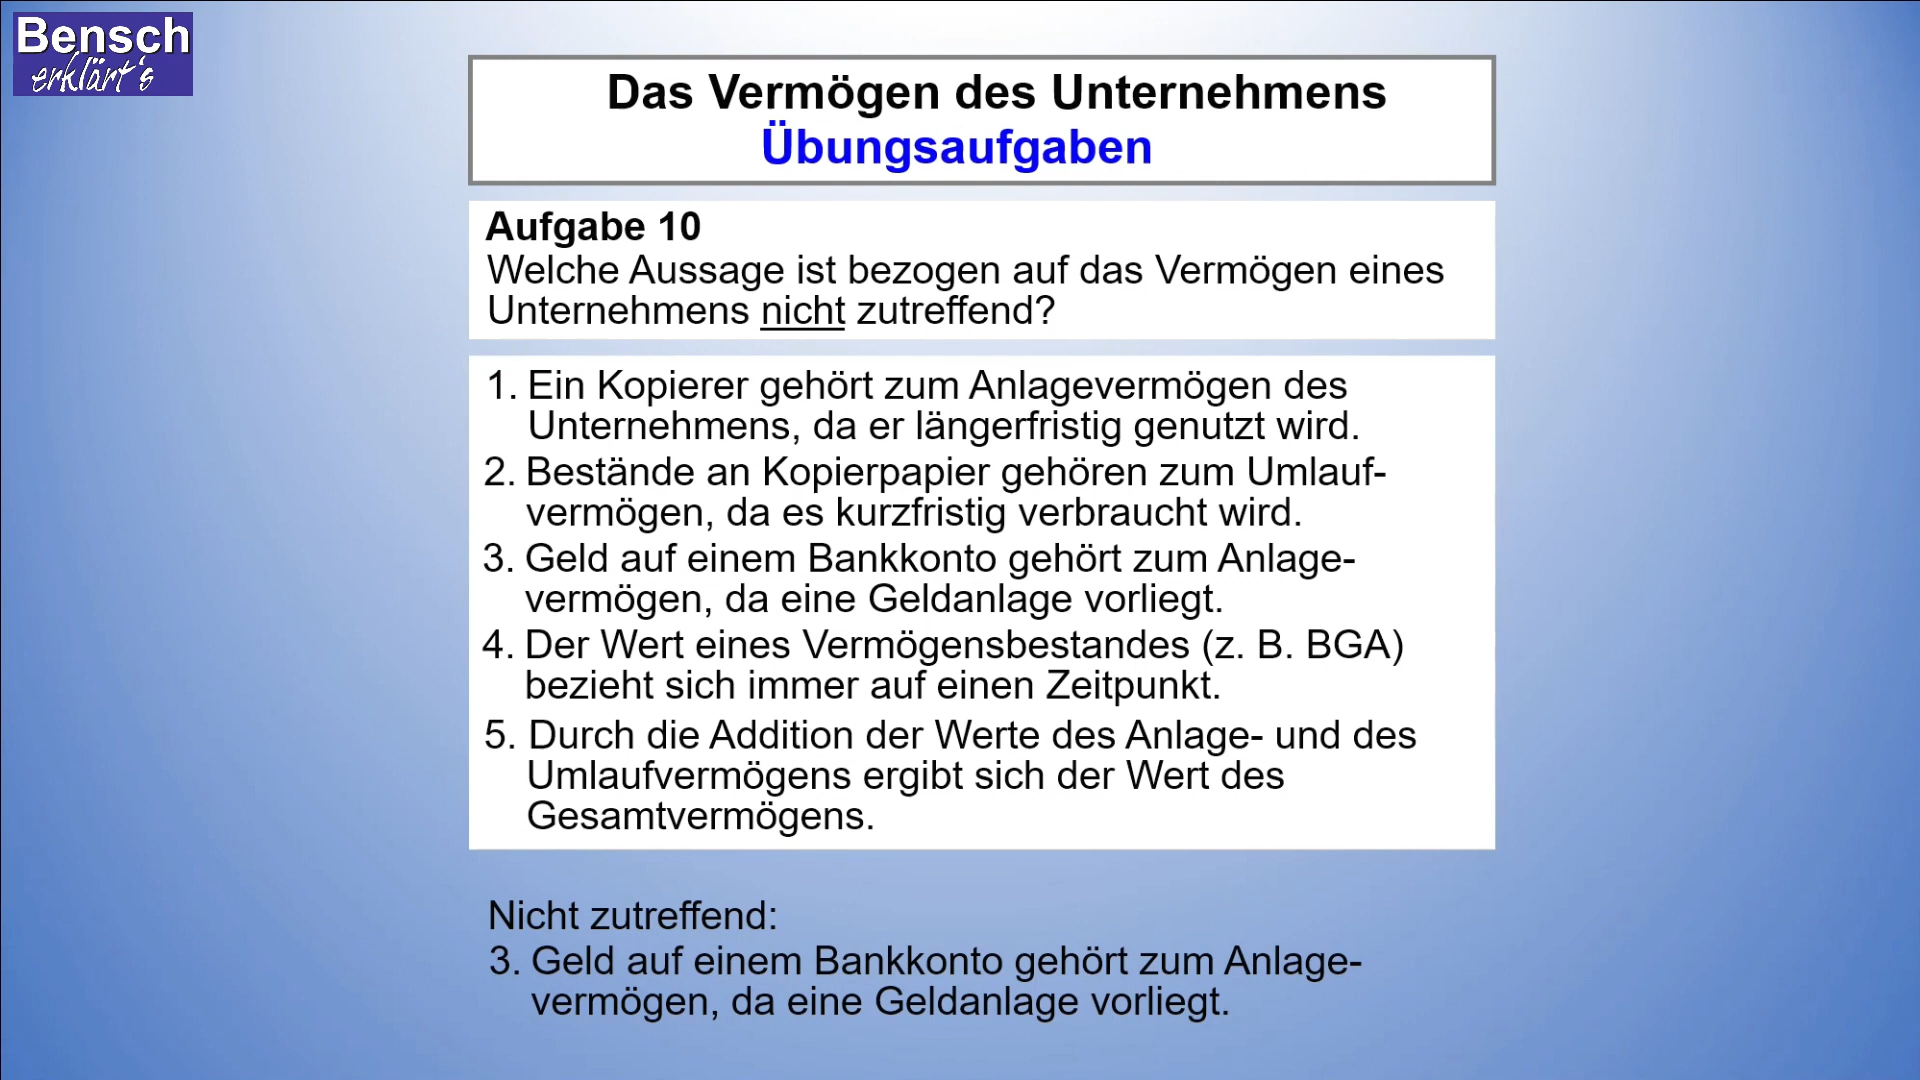 Bensch
erklärt's
Das Vermögen des Unternehmens
Übungsaufgaben
Aufgabe 10
Welche Aussage ist bezogen auf das Vermögen eines
Unternehmens nicht zutreffend?
1. Ein Kopierer gehört zum Anlagevermögen des
Unternehmens, da er längerfristig genutzt wird.
2. Bestände an Kopierpapier gehören zum Umlauf-
vermögen, da es kurzfristig verbraucht wird.
3. Geld auf einem Bankkonto gehört zum Anlage-
vermögen, da eine Geldanlage vorliegt.
4. Der Wert eines Vermögensbestandes (z. B. BGA)
bezieht sich immer auf einen Zeitpunkt.
5. Durch die Addition der Werte des Anlage- und des
Umlaufvermögens ergibt sich der Wert des
Gesamtvermögens.
Nicht zutreffend:
3. Geld auf einem Bankkonto gehört zum Anlage-
vermögen, da eine Geldanlage vorliegt.